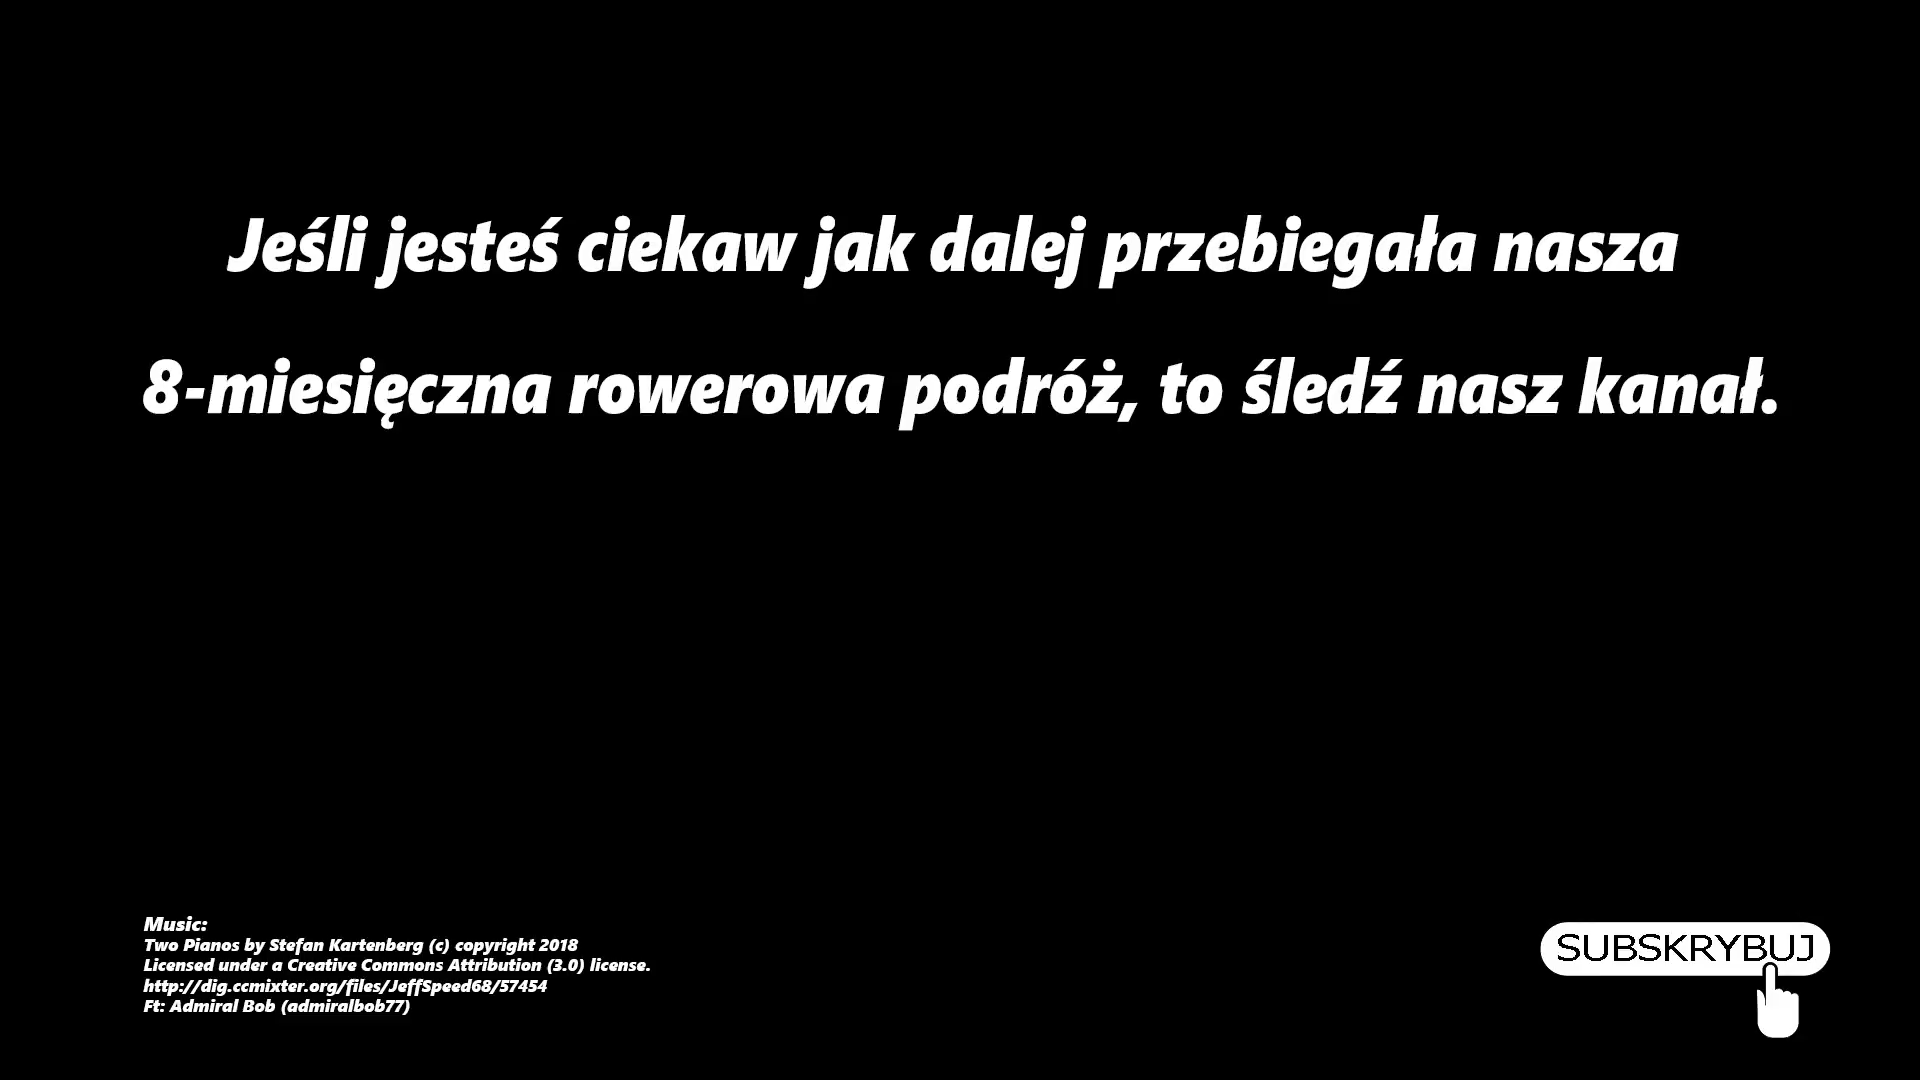 Jeśli jesteś ciekaw jak dalej przebiegała nasza
8-miesięczna rowerowa podróż, to śledź nasz kanał.
Music:
Two Pianos by Stefan Kartenberg (c) copyright 2018
Licensed under a Creative Commons Attribution (3.0) license.
http://dig.ccmixter.org/files/JeffSpeed68/57454
Ft: Admiral Bob (admiralbob77)
SUBSKRYBUJ